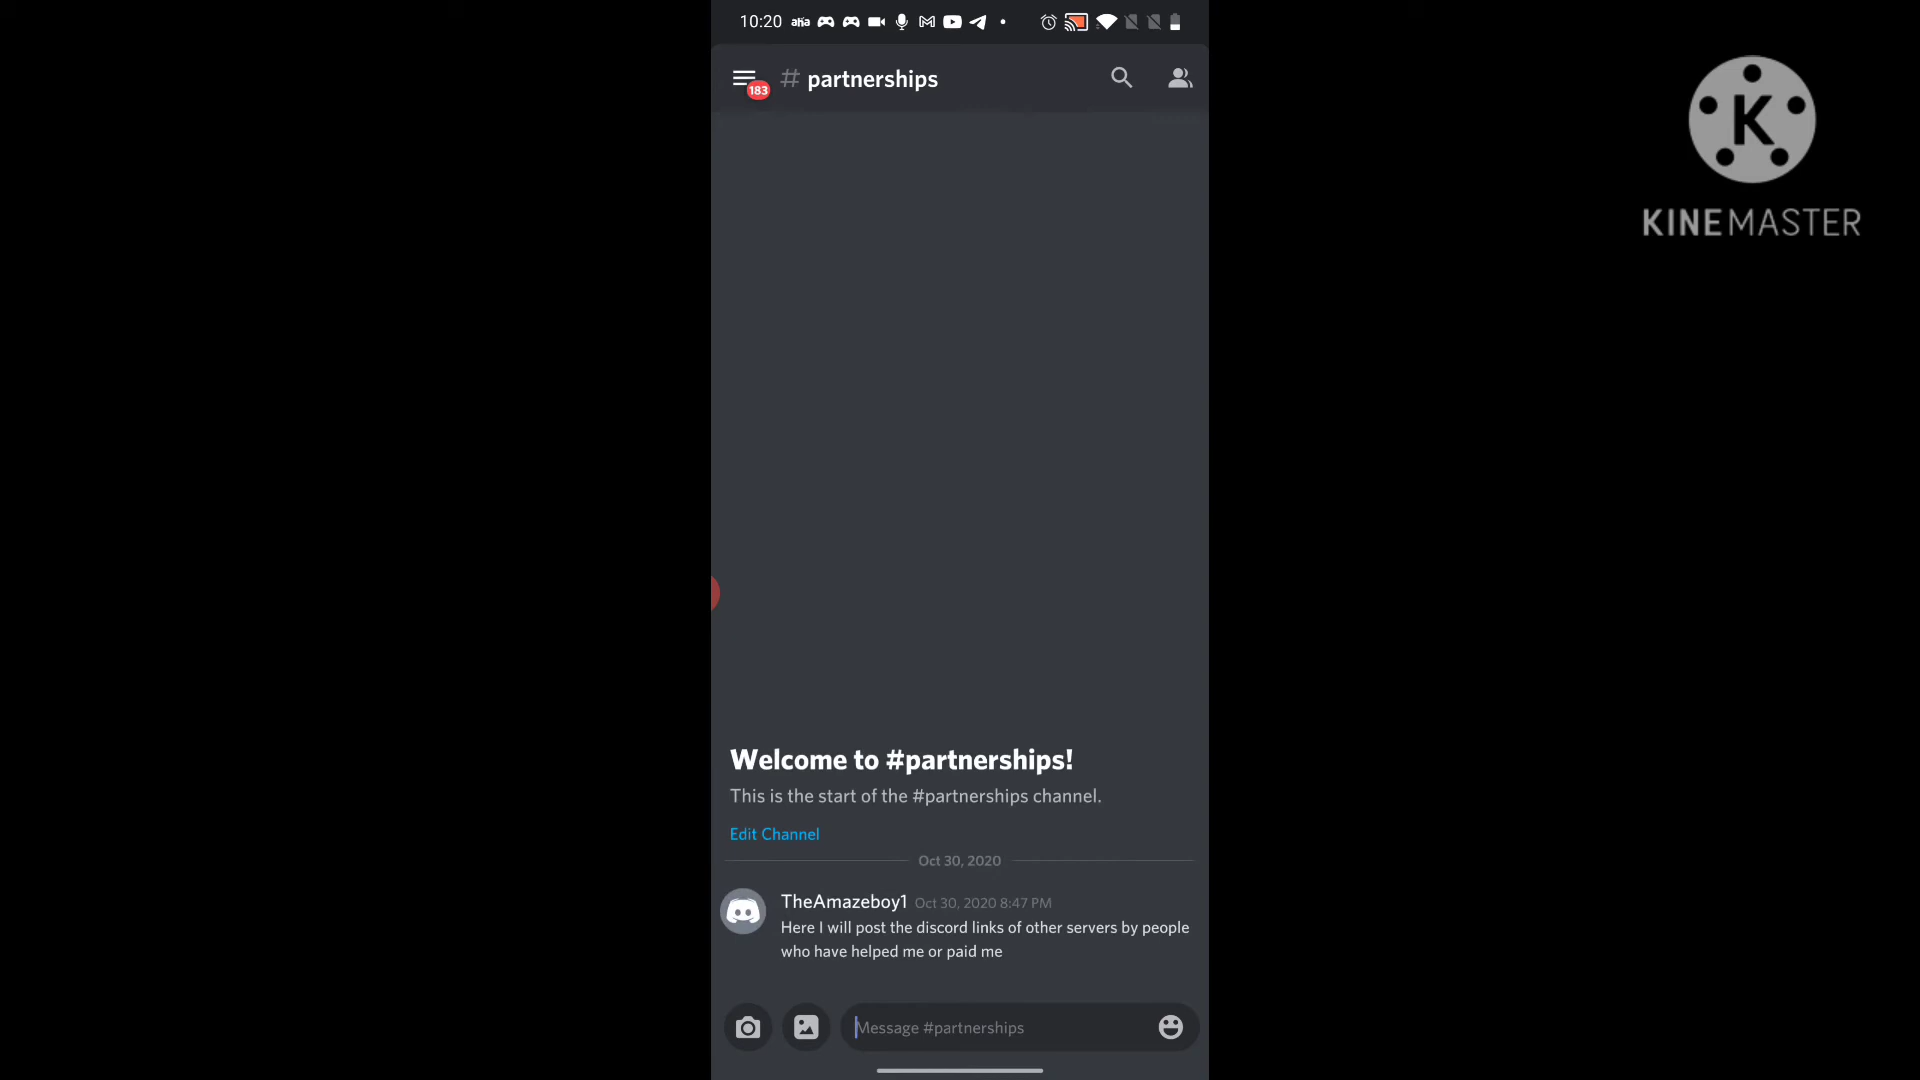 10:20 aha
183 # partnerships
K
KINEMASTER
Welcome to #partnerships!
This is the start of the #partnerships channel.
Edit Channel
Oct 30, 2020
TheAmazeboy1 Oct 30, 2020 8:47 PM
Here I will post the discord links of other servers by people
who have helped me or paid me
Message #partnerships